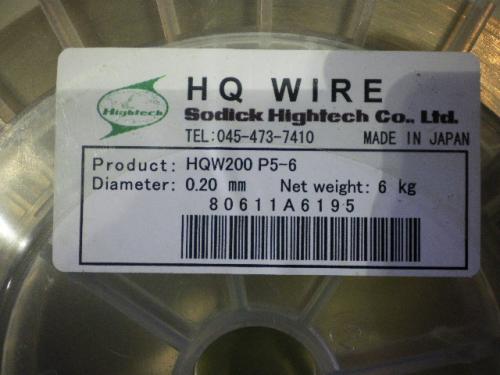 Hightech
HQ WIRE
Sodick Hightech Co., Ltd.
TEL:045-473-7410 MADE IN JAPAN
Product: HQW200 P5-6
Diameter: 0.20 mm Net weight: 6 kg
80611A6195